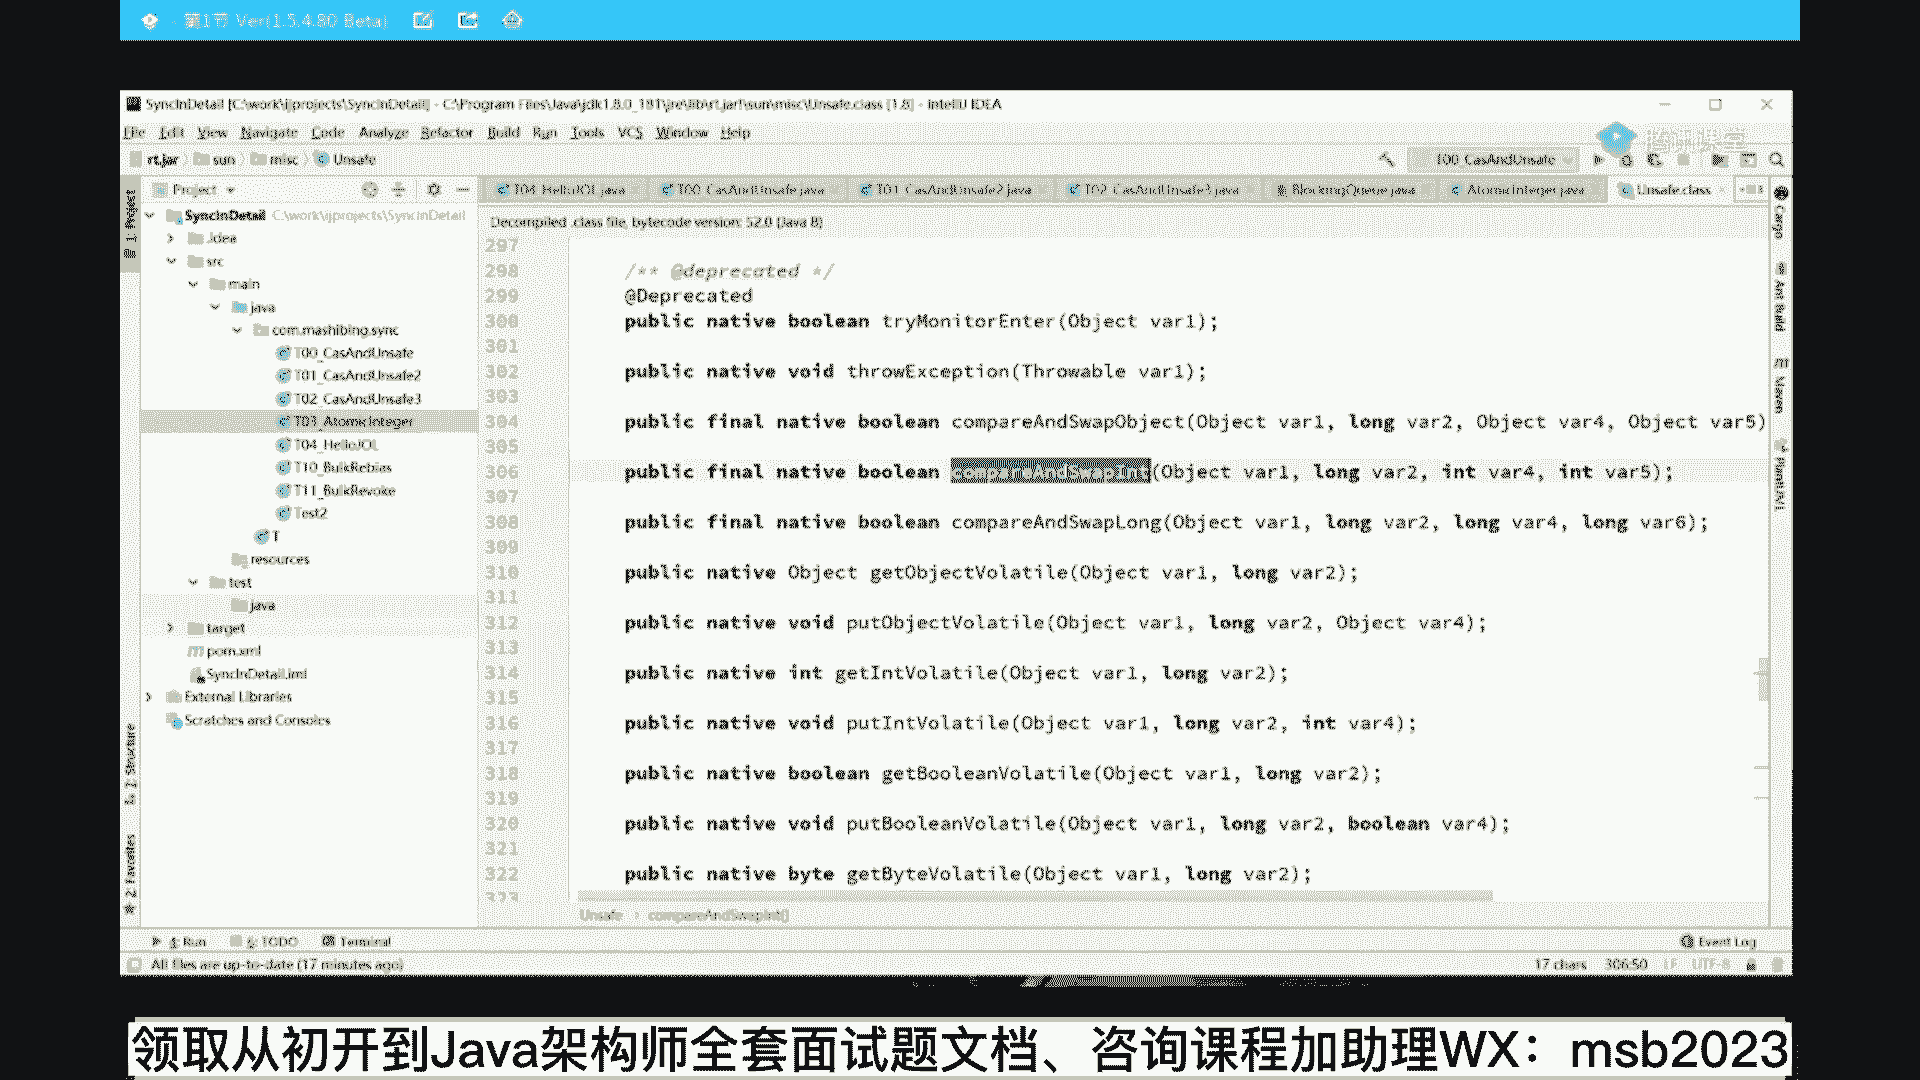 第1节 Ver(1.5.4.80 Beta)
SyncInDetail [C:\work\ijprojects\SyncInDetail] - C:\Program Files\Java\jdk1.8.0_181\jre\lib\rt.jar!\sun\misc\Unsafe.class [1.8] - IntelliJ IDEA
File Edit View Navigate Code Analyze Refactor Build Run Tools VCS Window Help
腾讯课堂
rt.jar sun misc Unsafe
T00_CasAndUnsafe
1: Project
Project
T04_HelloJOL.java T00_CasAndUnsafe.java T01_CasAndUnsafe2.java T02_CasAndUnsafe3.java BlockingQueue.java AtomicInteger.java Unsafe.class
SyncInDetail C:\work\ijprojects\SyncInDetail
.idea
src
main
java
com.mashibing.sync
T00_CasAndUnsafe
T01_CasAndUnsafe2
T02_CasAndUnsafe3
T03_AtomicInteger
T04_HelloJOL
T10_BulkRebias
T11_BulkRevoke
Test2
T
resources
test
java
target
pom.xml
SyncInDetail.iml
External Libraries
Scratches and Consoles
Decompiled .class file, bytecode version: 52.0 (Java 8)
297
298 /** @deprecated */
299 @Deprecated
300 public native boolean tryMonitorEnter(Object var1);
301
302 public native void throwException(Throwable var1);
303
304 public final native boolean compareAndSwapObject(Object var1, long var2, Object var4, Object var5)
305
306 public final native boolean compareAndSwapInt(Object var1, long var2, int var4, int var5);
307
308 public final native boolean compareAndSwapLong(Object var1, long var2, long var4, long var6);
309
310 public native Object getObjectVolatile(Object var1, long var2);
311
312 public native void putObjectVolatile(Object var1, long var2, Object var4);
313
314 public native int getIntVolatile(Object var1, long var2);
315
316 public native void putIntVolatile(Object var1, long var2, int var4);
317
318 public native boolean getBooleanVolatile(Object var1, long var2);
319
320 public native void putBooleanVolatile(Object var1, long var2, boolean var4);
321
322 public native byte getByteVolatile(Object var1, long var2);
323
Unsafe compareAndSwapInt()
Cargo
Ant Build
Maven
PlantUML
Z: Structure
2: Favorites
4: Run 6: TODO Terminal
Event Log
All files are up-to-date (17 minutes ago)
17 chars 306:50 LF UTF-8
领取从初开到Java架构师全套面试题文档、咨询课程加助理WX：msb2023